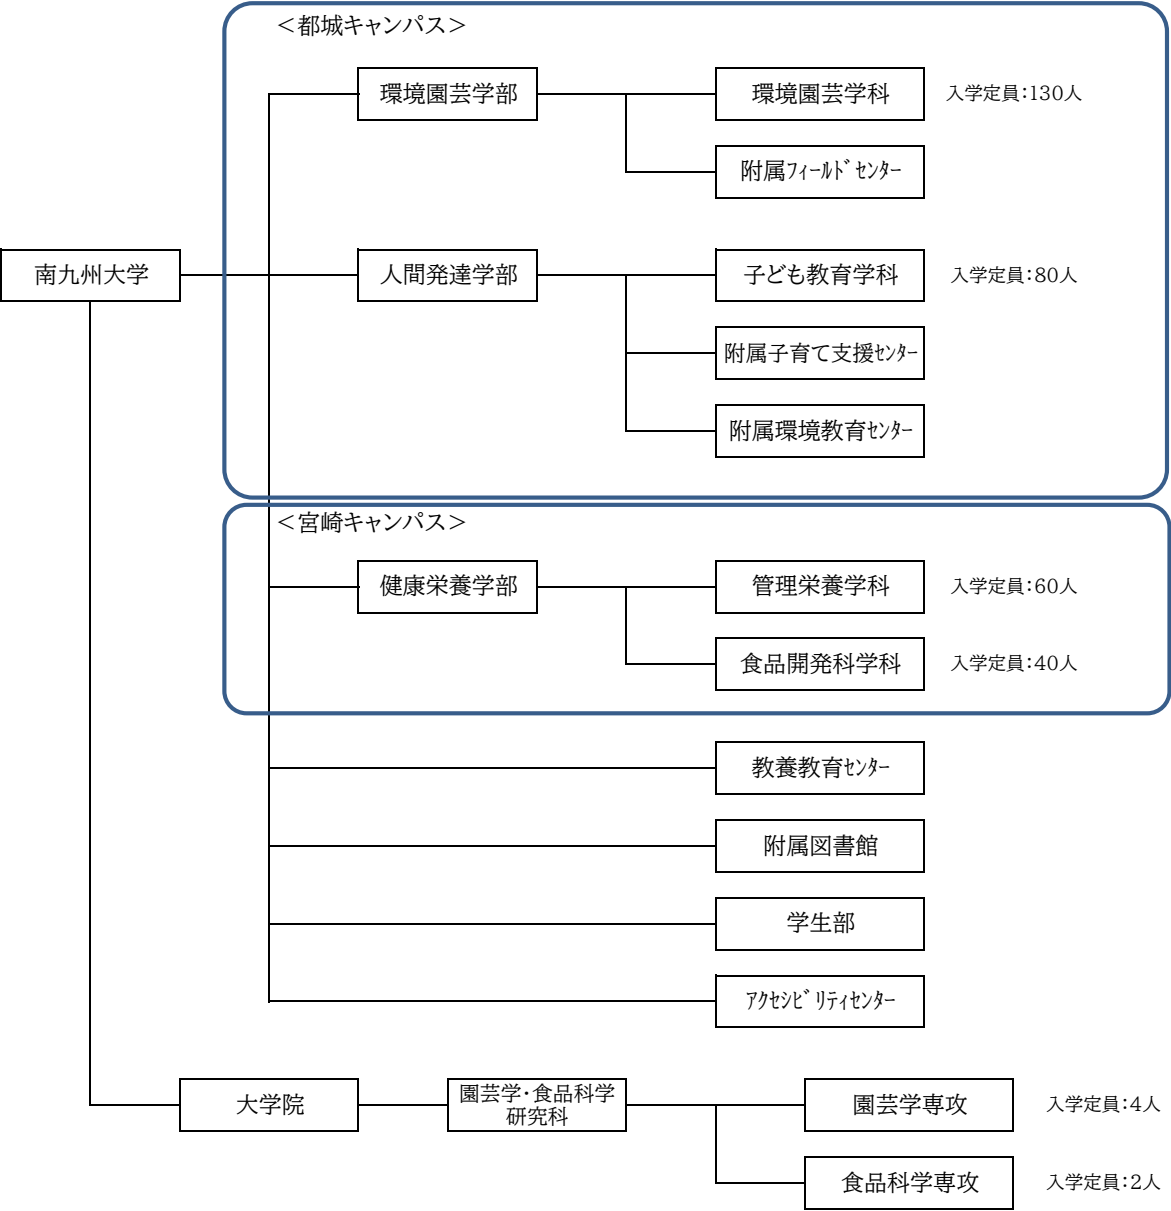 ＜都城キャンパス＞
環境園芸学部
環境園芸学科
入学定員：130人
附属ﾌｨｰﾙﾄﾞｾﾝﾀｰ
南九州大学
人間発達学部
子ども教育学科
入学定員：80人
附属子育て支援ｾﾝﾀｰ
附属環境教育ｾﾝﾀｰ
＜宮崎キャンパス＞
健康栄養学部
管理栄養学科
入学定員：60人
食品開発科学科
入学定員：40人
教養教育ｾﾝﾀｰ
附属図書館
学生部
ｱｸｾｼﾋﾞﾘﾃｨｾﾝﾀｰ
大学院
園芸学・食品科学
研究科
園芸学専攻
入学定員：4人
食品科学専攻
入学定員：2人